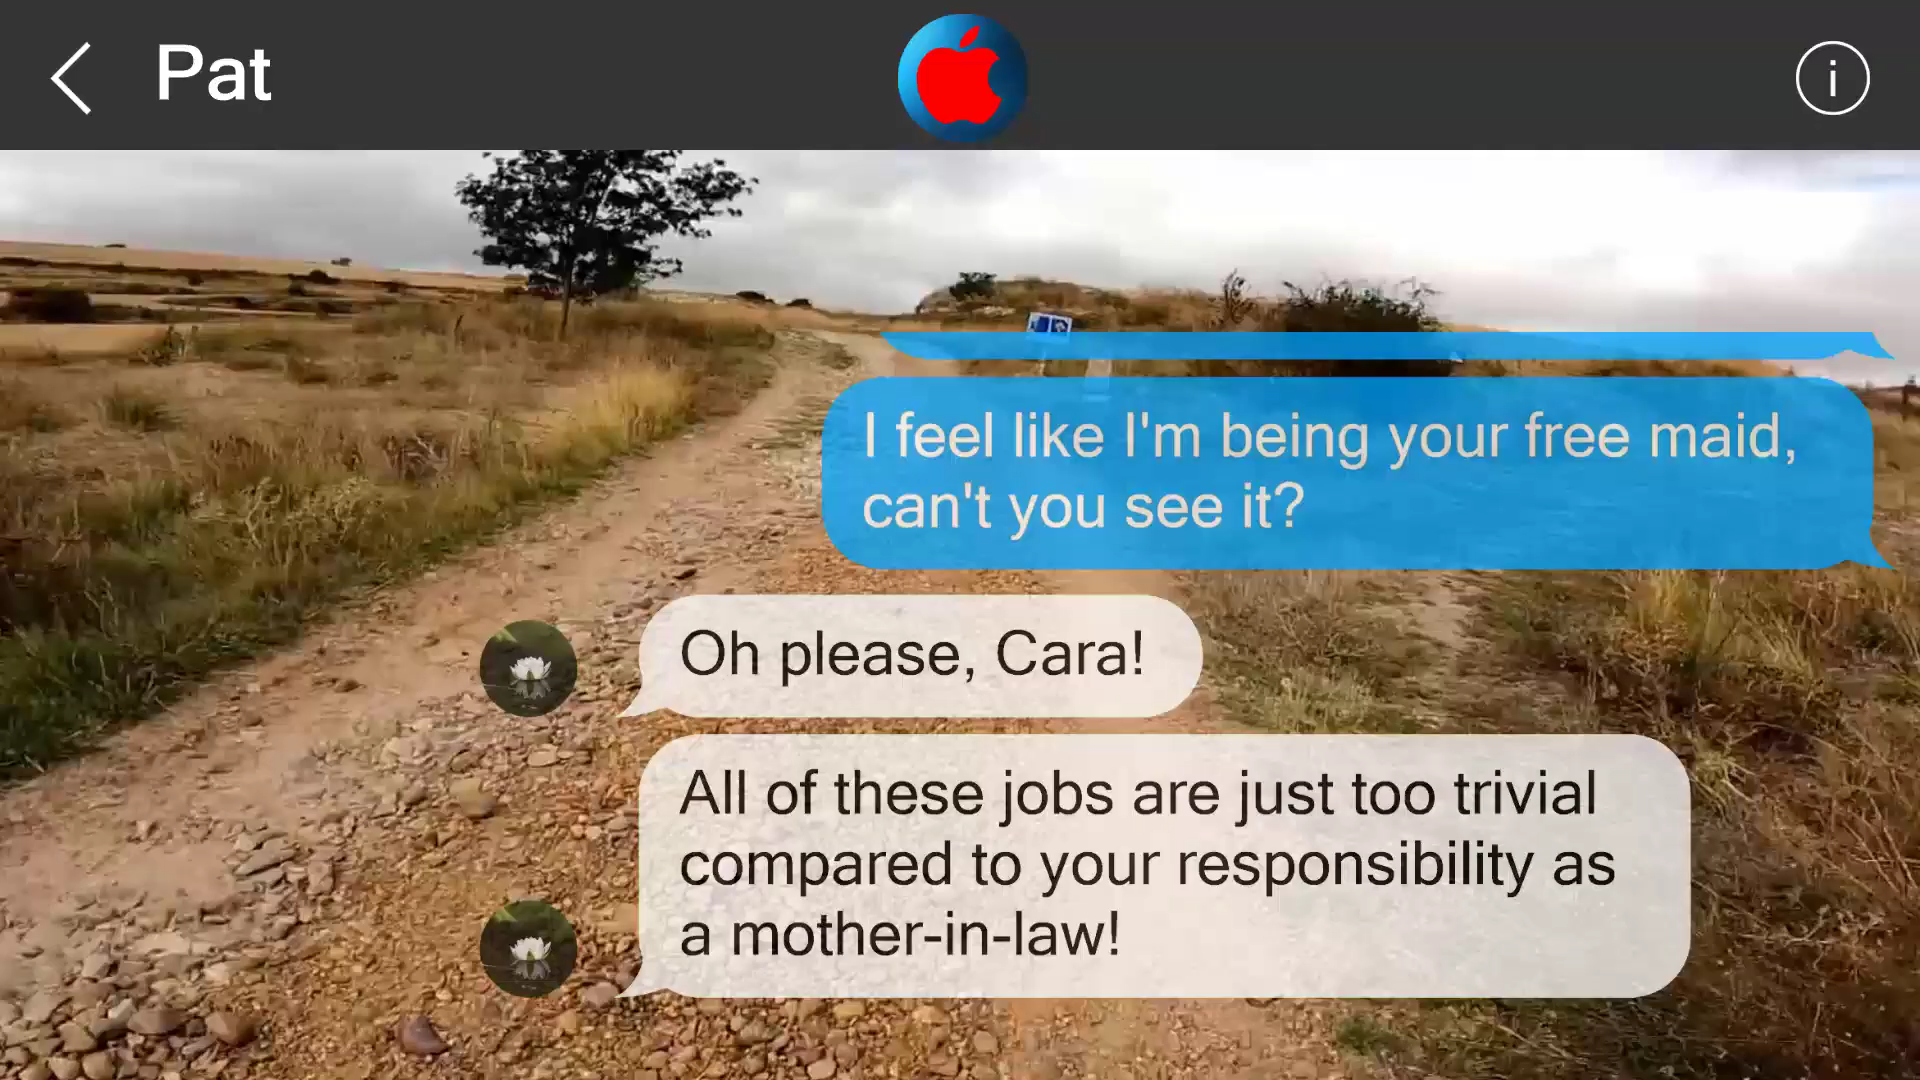 Pat
i
I feel like I'm being your free maid,
can't you see it?
Oh please, Cara!
All of these jobs are just too trivial
compared to your responsibility as
a mother-in-law!